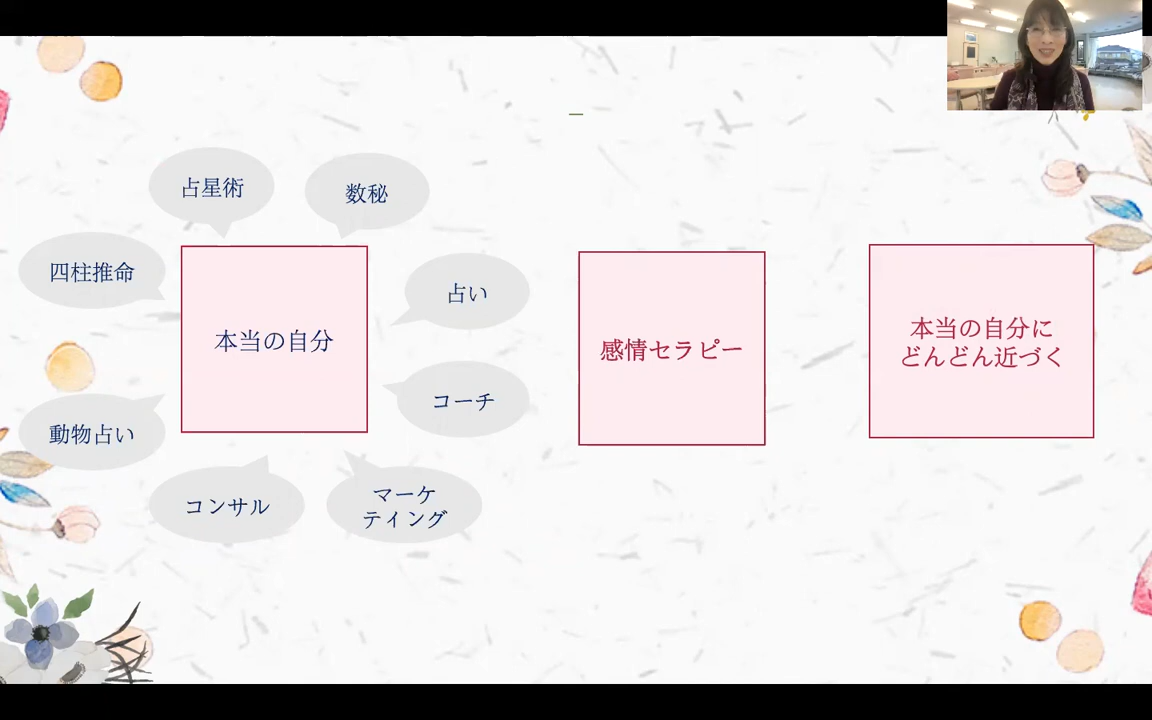 占星術
数秘
四柱推命
占い
本当の自分
感情セラピー
本当の自分に
どんどん近づく
コーチ
動物占い
コンサル
マーケ
ティング